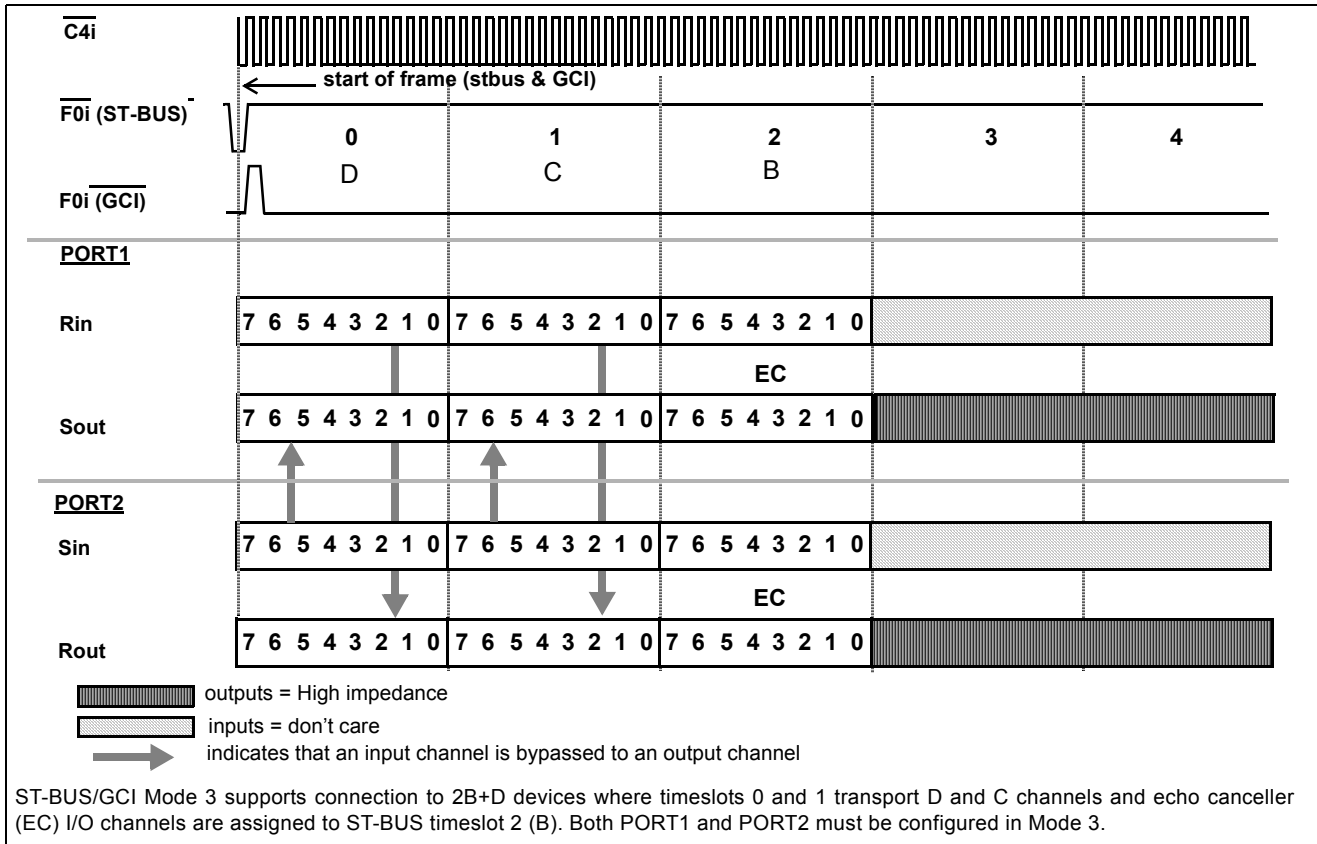 C4i
start of frame (stbus & GCI)
F0i (ST-BUS)
0 1 2 3 4
D C B
F0i (GCI)
PORT1
Rin 7 6 5 4 3 2 1 0 7 6 5 4 3 2 1 0 7 6 5 4 3 2 1 0
EC
Sout 7 6 5 4 3 2 1 0 7 6 5 4 3 2 1 0 7 6 5 4 3 2 1 0
PORT2
Sin 7 6 5 4 3 2 1 0 7 6 5 4 3 2 1 0 7 6 5 4 3 2 1 0
EC
Rout 7 6 5 4 3 2 1 0 7 6 5 4 3 2 1 0 7 6 5 4 3 2 1 0
outputs = High impedance
inputs = don't care
indicates that an input channel is bypassed to an output channel
ST-BUS/GCI Mode 3 supports connection to 2B+D devices where timeslots 0 and 1 transport D and C channels and echo canceller
(EC) I/O channels are assigned to ST-BUS timeslot 2 (B). Both PORT1 and PORT2 must be configured in Mode 3.